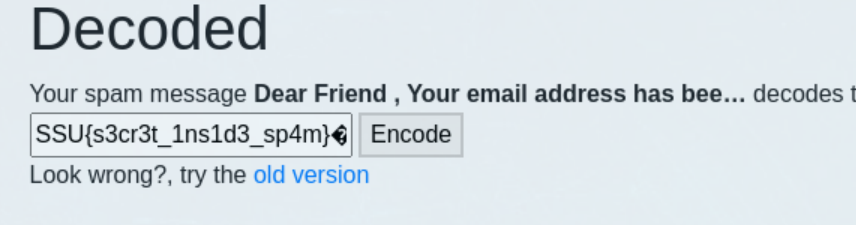 Decoded
Your spam message Dear Friend , Your email address has bee… decodes
SSU{s3cr3t_1ns1d3_sp4m}� Encode
Look wrong?, try the old version